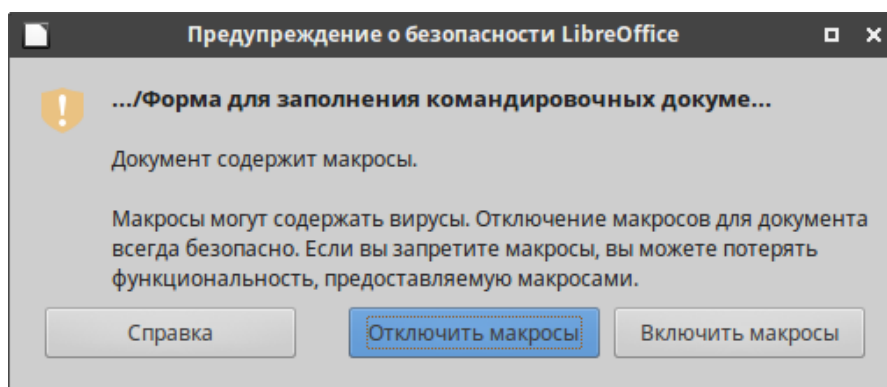 Предупреждение о безопасности LibreOffice
.../Форма для заполнения командировочных докуме...
Документ содержит макросы.
Макросы могут содержать вирусы. Отключение макросов для документа
всегда безопасно. Если вы запретите макросы, вы можете потерять
функциональность, предоставляемую макросами.
Справка
Отключить макросы
Включить макросы